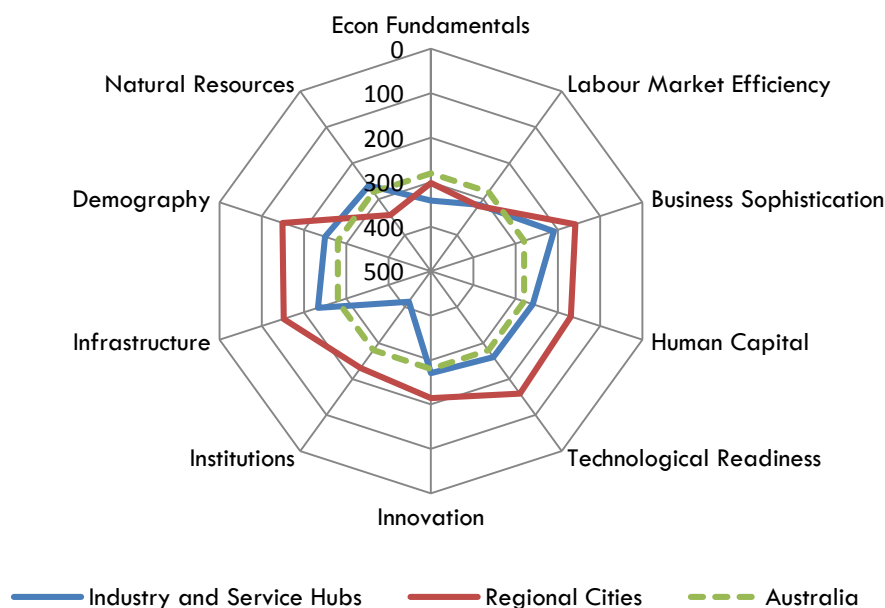 Econ Fundamentals
0
Natural Resources
Labour Market Efficiency
100
200
300
Demography
Business Sophistication
400
500
Infrastructure
Human Capital
Institutions
Technological Readiness
Innovation
Industry and Service Hubs
Regional Cities
Australia